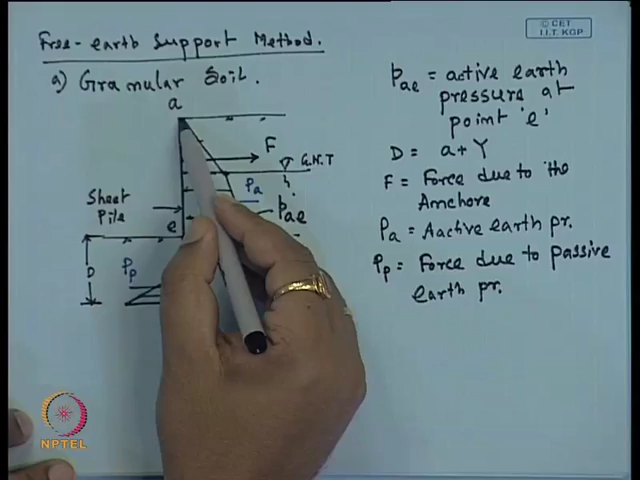 © CET
I.I.T. KGP
Free-earth Support Method.
a) Granular Soil.
a
F
G.W.T
Pa
Sheet
Pile
pae
e
D
Pp
pae = active earth
pressure at
point 'e'
D = a + Y
F = Force due to the
Anchore
Pa = Aactive earth pr.
Pp = Force due to passive
earth pr.
NPTEL